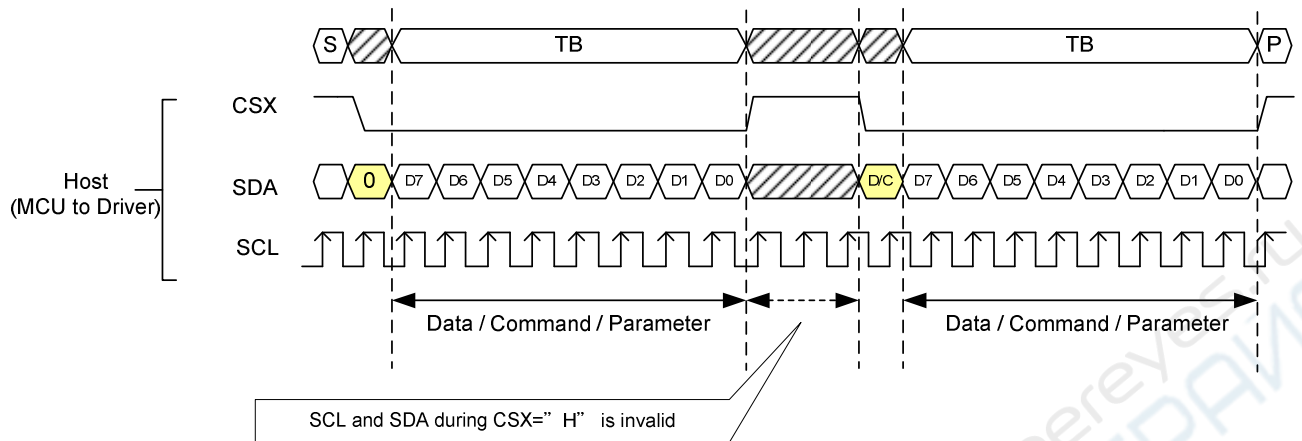 S TB TB P
CSX
Host
(MCU to Driver)
SDA 0 D7 D6 D5 D4 D3 D2 D1 D0 D/C D7 D6 D5 D4 D3 D2 D1 D0
SCL
Data / Command / Parameter Data / Command / Parameter
SCL and SDA during CSX=” H” is invalid